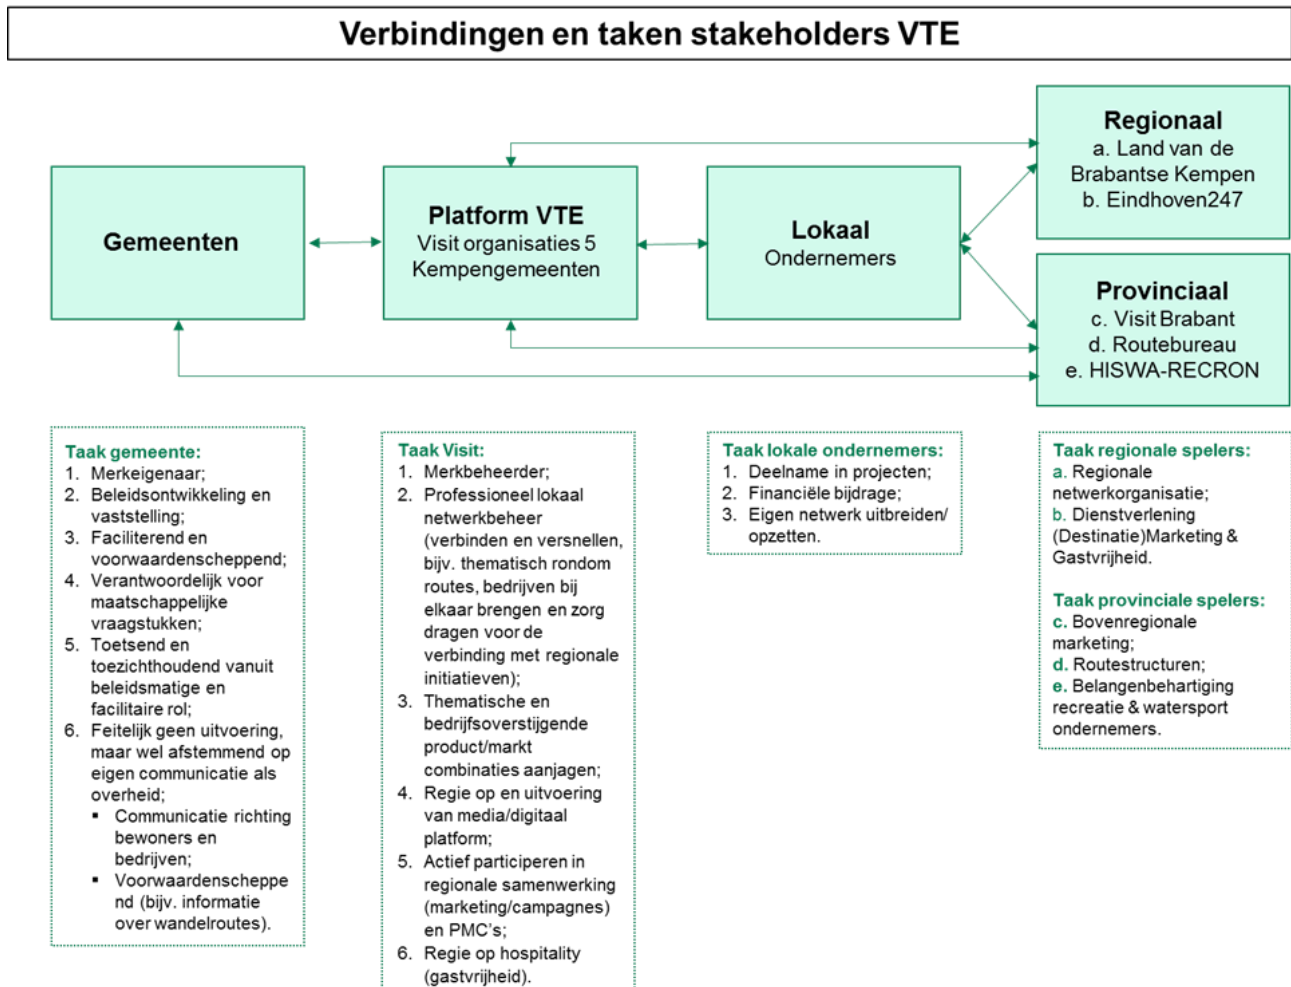 Verbindingen en taken stakeholders VTE
Gemeenten
Platform VTE
Visit organisaties 5
Kempengemeenten
Lokaal
Ondernemers
Regionaal
a. Land van de
Brabantse Kempen
b. Eindhoven247
Provinciaal
c. Visit Brabant
d. Routebureau
e. HISWA-RECRON
Taak gemeente:
1. Merkeigenaar;
2. Beleidsontwikkeling en
vaststelling;
3. Faciliterend en
voorwaardenscheppend;
4. Verantwoordelijk voor
maatschappelijke
vraagstukken;
5. Toetsend en
toezichthoudend vanuit
beleidsmatige en
facilitaire rol;
6. Feitelijk geen uitvoering,
maar wel afstemmend op
eigen communicatie als
overheid;
▪ Communicatie richting
bewoners en
bedrijven;
▪ Voorwaardenscheppe
nd (bijv. informatie
over wandelroutes).
Taak Visit:
1. Merkbeheerder;
2. Professioneel lokaal
netwerkbeheer
(verbinden en versnellen,
bijv. thematisch rondom
routes, bedrijven bij
elkaar brengen en zorg
dragen voor de
verbinding met regionale
initiatieven);
3. Thematische en
bedrijfsoverstijgende
product/markt
combinaties aanjagen;
4. Regie op en uitvoering
van media/digitaal
platform;
5. Actief participeren in
regionale samenwerking
(marketing/campagnes)
en PMC's;
6. Regie op hospitality
(gastvrijheid).
Taak lokale ondernemers:
1. Deelname in projecten;
2. Financiële bijdrage;
3. Eigen netwerk uitbreiden/
opzetten.
Taak regionale spelers:
a. Regionale
netwerkorganisatie;
b. Dienstverlening
(Destinatie)Marketing &
Gastvrijheid.
Taak provinciale spelers:
c. Bovenregionale
marketing;
d. Routestructuren;
e. Belangenbehartiging
recreatie & watersport
ondernemers.